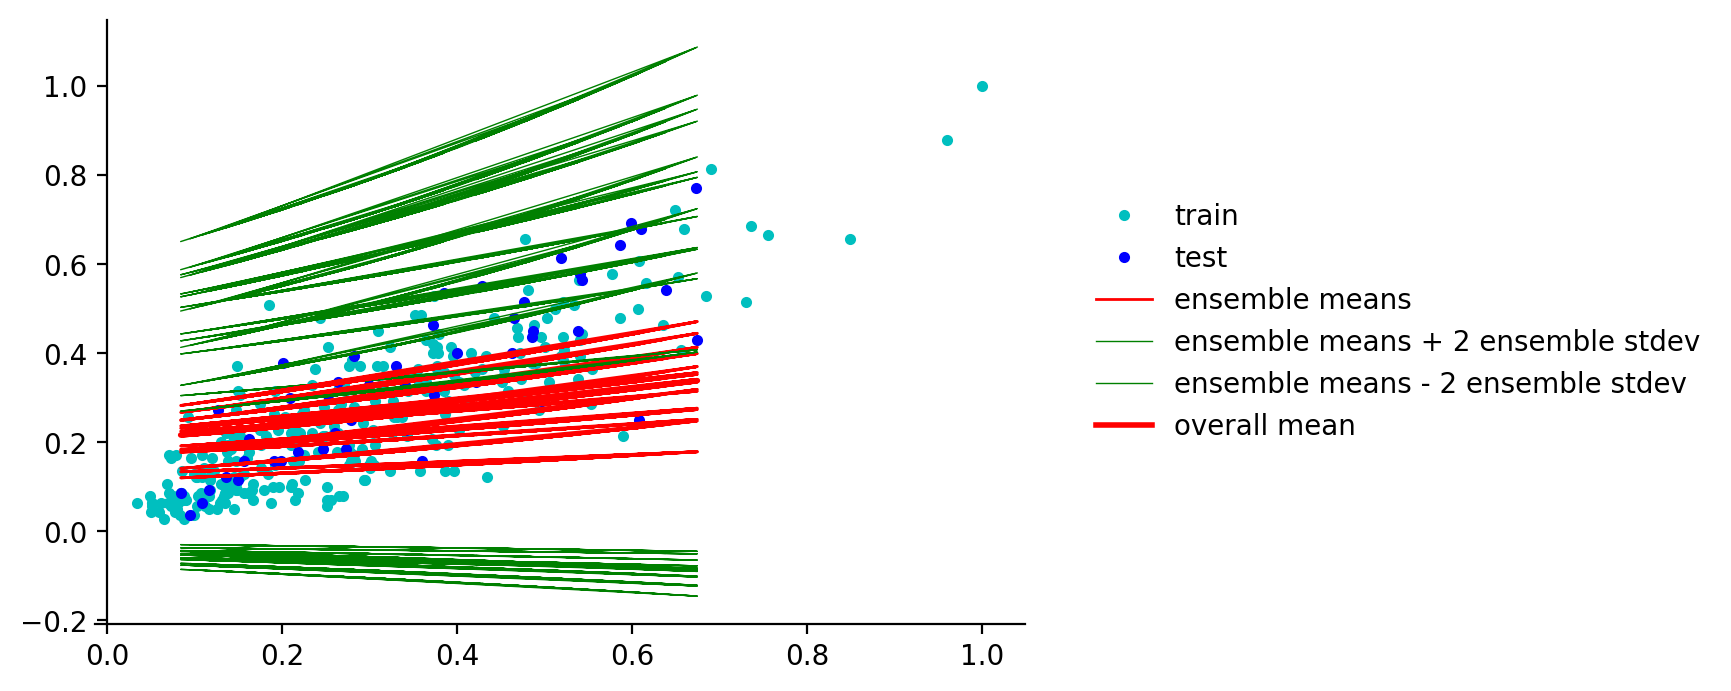 1.0
0.8
0.6
0.4
0.2
0.0
−0.2
0.0 0.2 0.4 0.6 0.8 1.0
train
test
ensemble means
ensemble means + 2 ensemble stdev
ensemble means - 2 ensemble stdev
overall mean